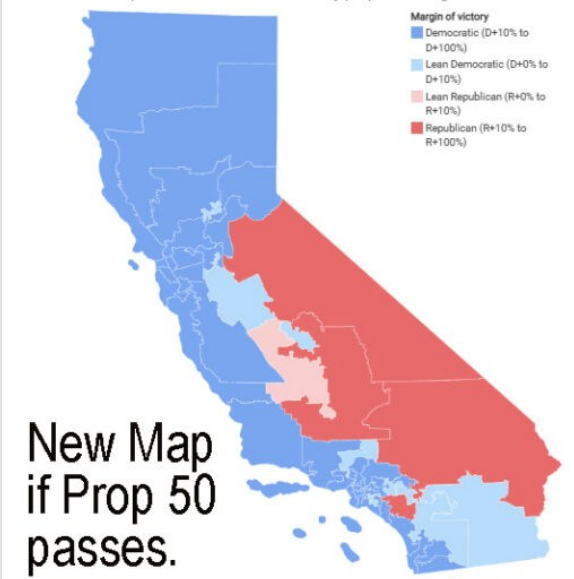 Margin of victory
Democratic (D+10% to
D+100%)
Lean Democratic (D+0% to
D+10%)
Lean Republican (R+0% to
R+10%)
Republican (R+10% to
R+100%)
New Map
if Prop 50
passes.